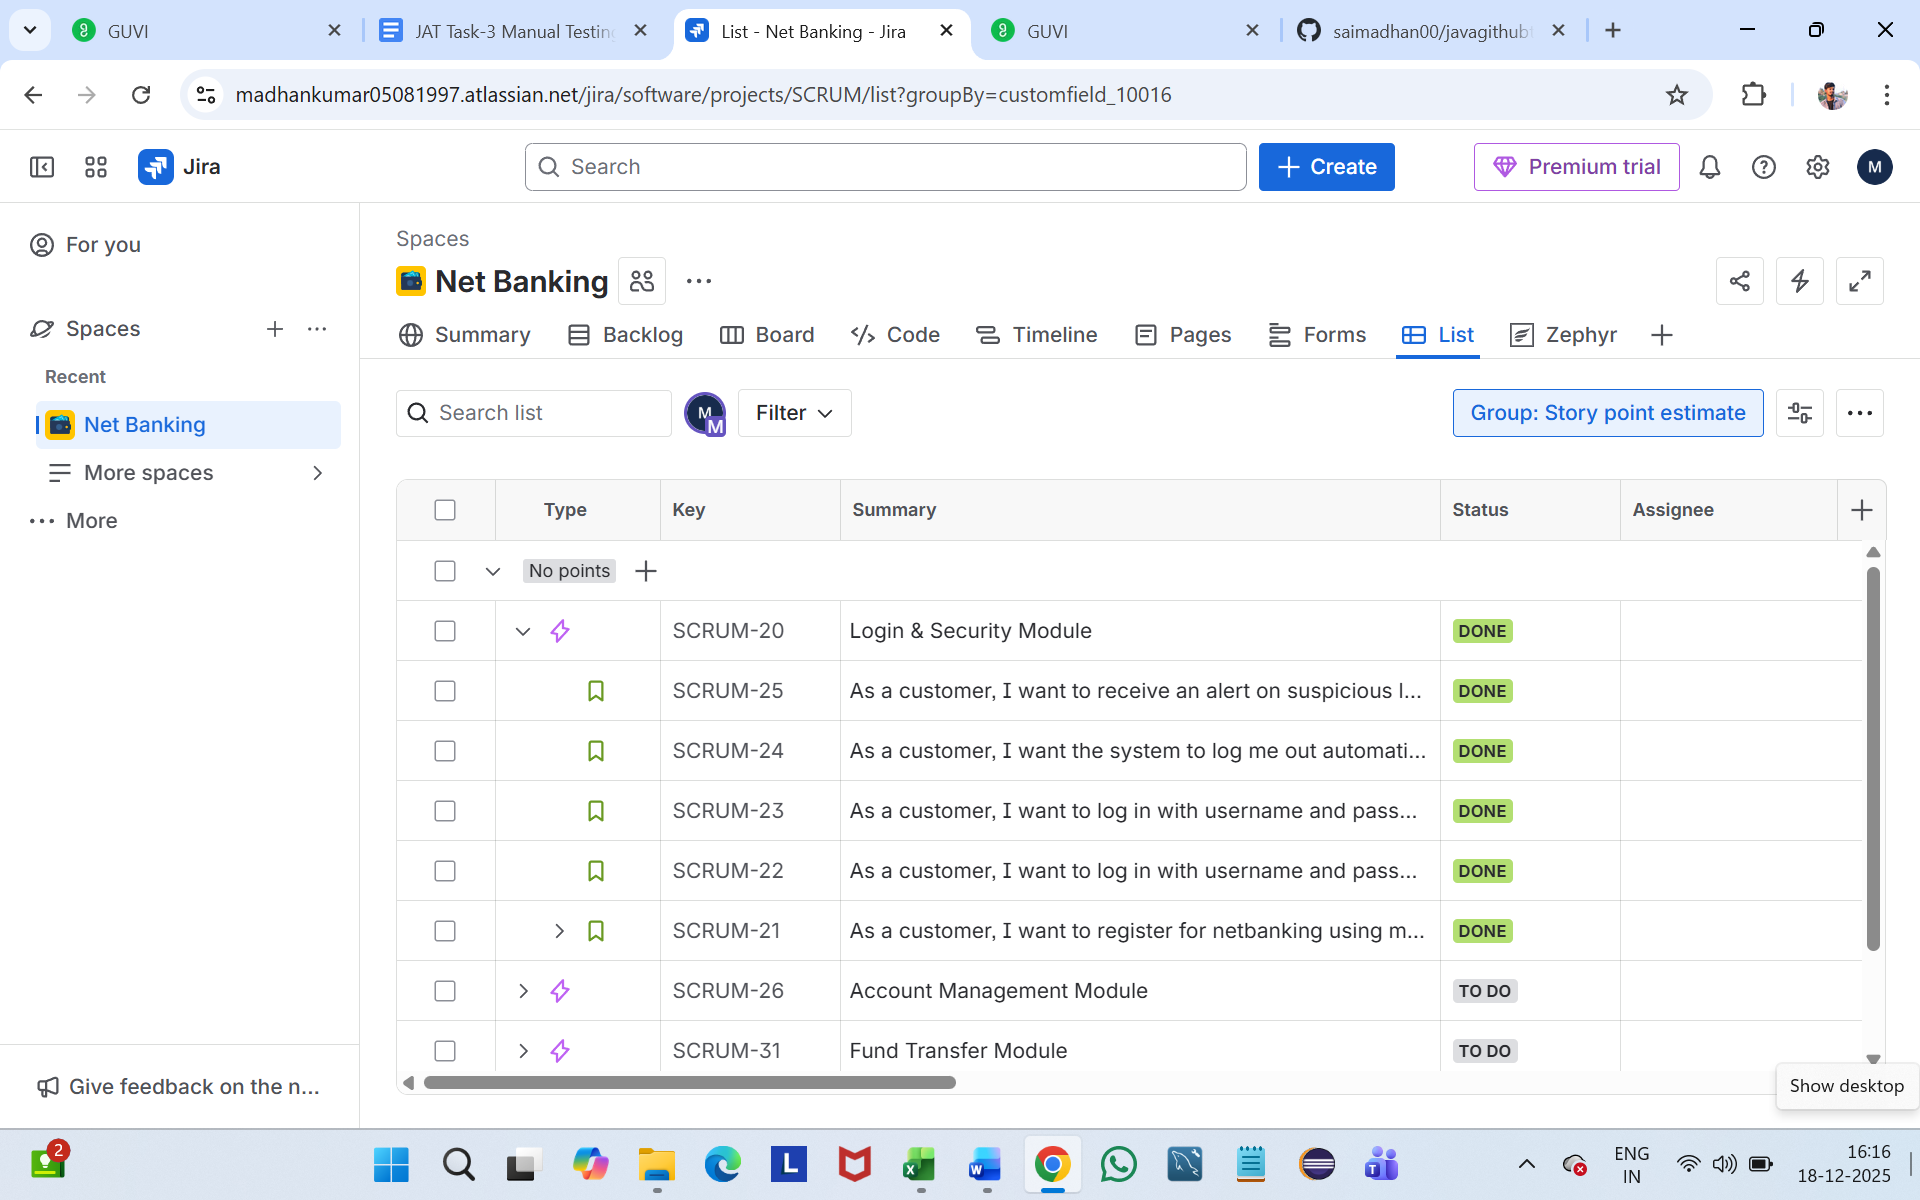 GUVI
JAT Task-3 Manual Testing
List - Net Banking - Jira
GUVI
saimadhan00/javagithubt
madhankumar05081997.atlassian.net/jira/software/projects/SCRUM/list?groupBy=customfield_10016
Jira
Search
Create
Premium trial
M
For you
Spaces
Recent
Net Banking
More spaces
More
Give feedback on the n...
Spaces
Net Banking
Summary
Backlog
Board
Code
Timeline
Pages
Forms
List
Zephyr
Search list
M
M
Filter
Group: Story point estimate
Type Key Summary Status Assignee
No points
SCRUM-20 Login & Security Module DONE
SCRUM-25 As a customer, I want to receive an alert on suspicious l... DONE
SCRUM-24 As a customer, I want the system to log me out automati... DONE
SCRUM-23 As a customer, I want to log in with username and pass... DONE
SCRUM-22 As a customer, I want to log in with username and pass... DONE
SCRUM-21 As a customer, I want to register for netbanking using m... DONE
SCRUM-26 Account Management Module TO DO
SCRUM-31 Fund Transfer Module TO DO
Show desktop
2
L
ENG
IN
16:16
18-12-2025